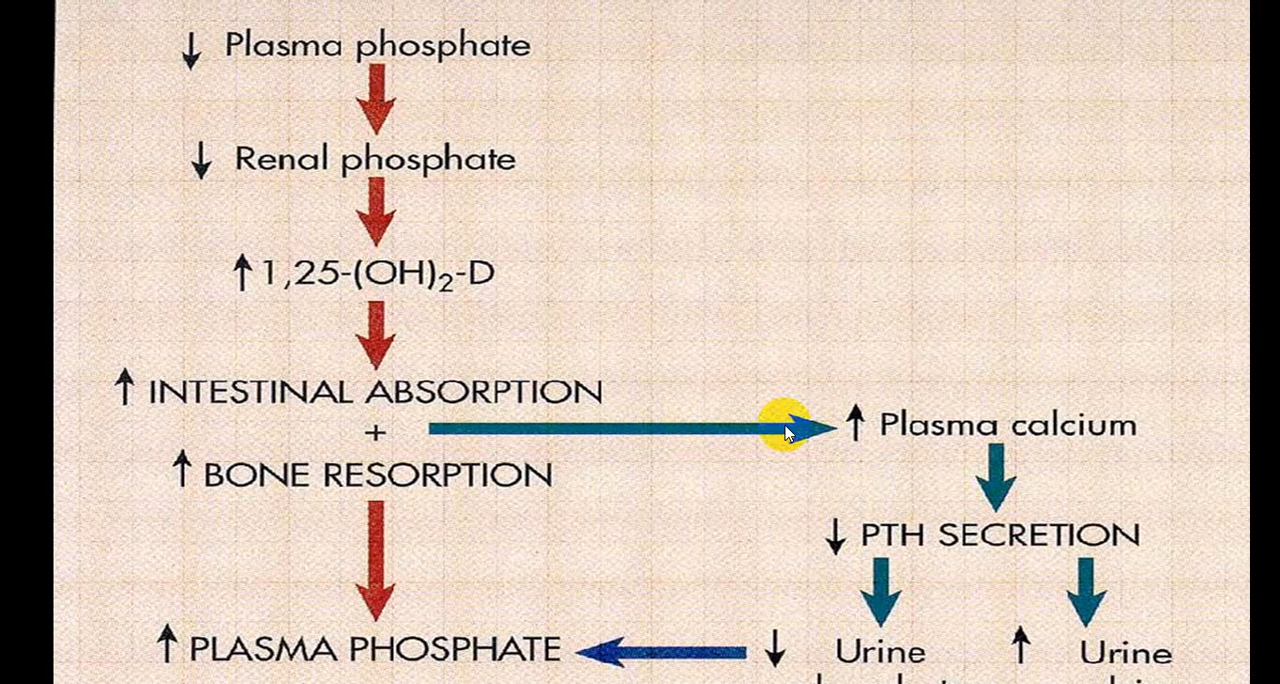 ↓ Plasma phosphate
↓ Renal phosphate
↑ 1,25-(OH)₂-D
↑ INTESTINAL ABSORPTION
+
↑ BONE RESORPTION
↑ Plasma calcium
↓ PTH SECRETION
↑ PLASMA PHOSPHATE
↓ Urine
↑ Urine